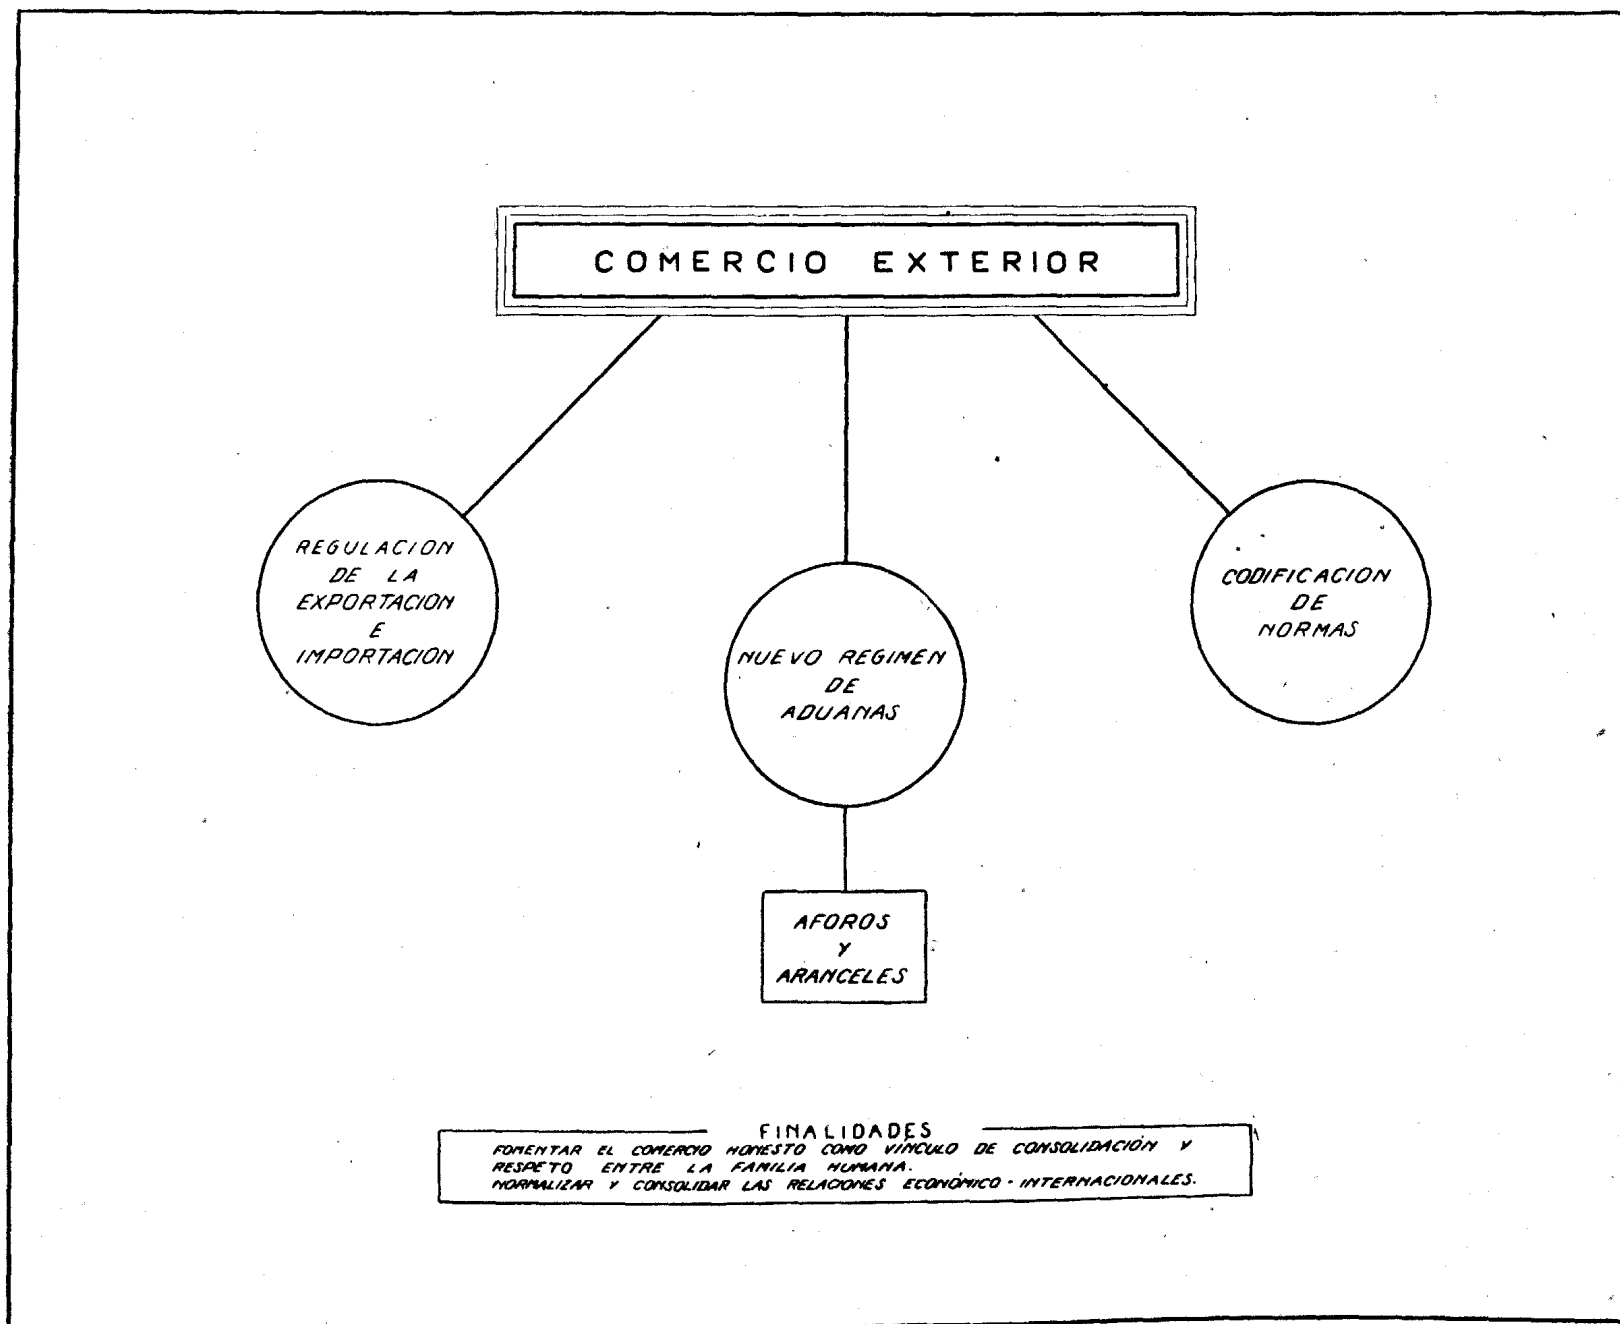 COMERCIO EXTERIOR
REGULACION
DE LA
EXPORTACION
E
IMPORTACION
NUEVO REGIMEN
DE
ADUANAS
CODIFICACION
DE
NORMAS
AFOROS
Y
ARANCELES
FINALIDADES
FOMENTAR EL COMERCIO HONESTO COMO VÍNCULO DE CONSOLIDACIÓN Y
RESPETO ENTRE LA FAMILIA HUMANA.
NORMALIZAR Y CONSOLIDAR LAS RELACIONES ECONÓMICO - INTERNACIONALES.